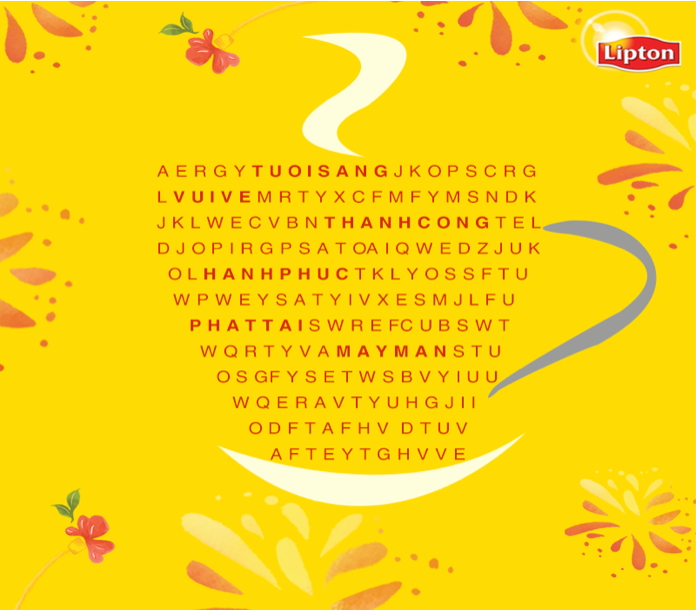 Lipton
AERGYTUOISANGJKOPSCRG
LVUIVEMRTYXCFMFYMSNDK
JKLWECVBNTHANHCONGTEL
DJOPIRGPSATOAIQWEDZJUK
OLHANHPHUCTKLYOSSFTU
WPWEYSATYIVXESMJLFU
PHATTAISWREFCUBSWT
WQRTYVAMAYMANSTU
OSGFYSETWSBVYIUU
WQERAVTYUHGJII
ODFTAFHV DTUV
AFTEYTGHVVE